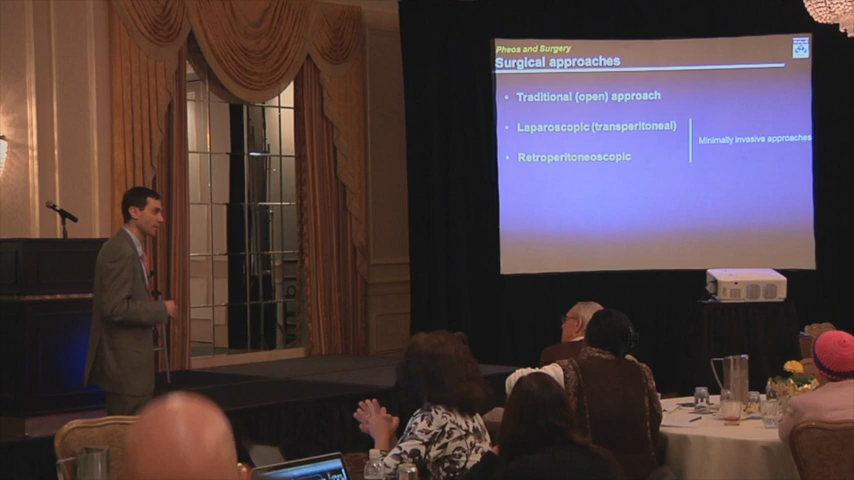 Pheos and Surgery
Surgical approaches
• Traditional (open) approach
• Laparoscopic (transperitoneal)
Minimally invasive approaches
• Retroperitoneoscopic